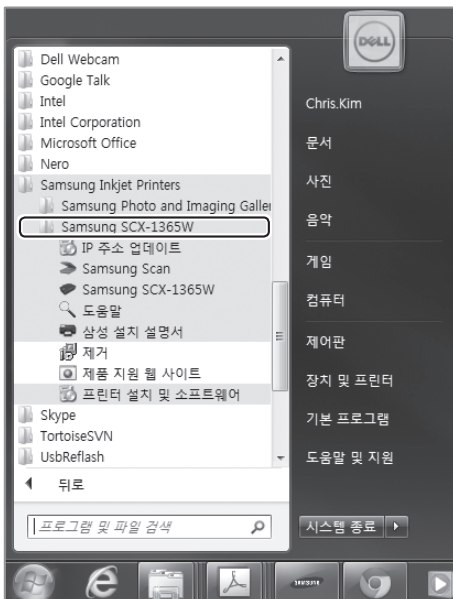 DELL
Dell Webcam
Google Talk
Intel
Intel Corporation
Microsoft Office
Nero
Samsung Inkjet Printers
Samsung Photo and Imaging Galler
Samsung SCX-1365W
IP 주소 업데이트
Samsung Scan
Samsung SCX-1365W
도움말
삼성 설치 설명서
제거
제품 지원 웹 사이트
프린터 설치 및 소프트웨어
Skype
TortoiseSVN
UsbReflash
뒤로
프로그램 및 파일 검색
Chris.Kim
문서
사진
음악
게임
컴퓨터
제어판
장치 및 프린터
기본 프로그램
도움말 및 지원
시스템 종료
SAMSUNG